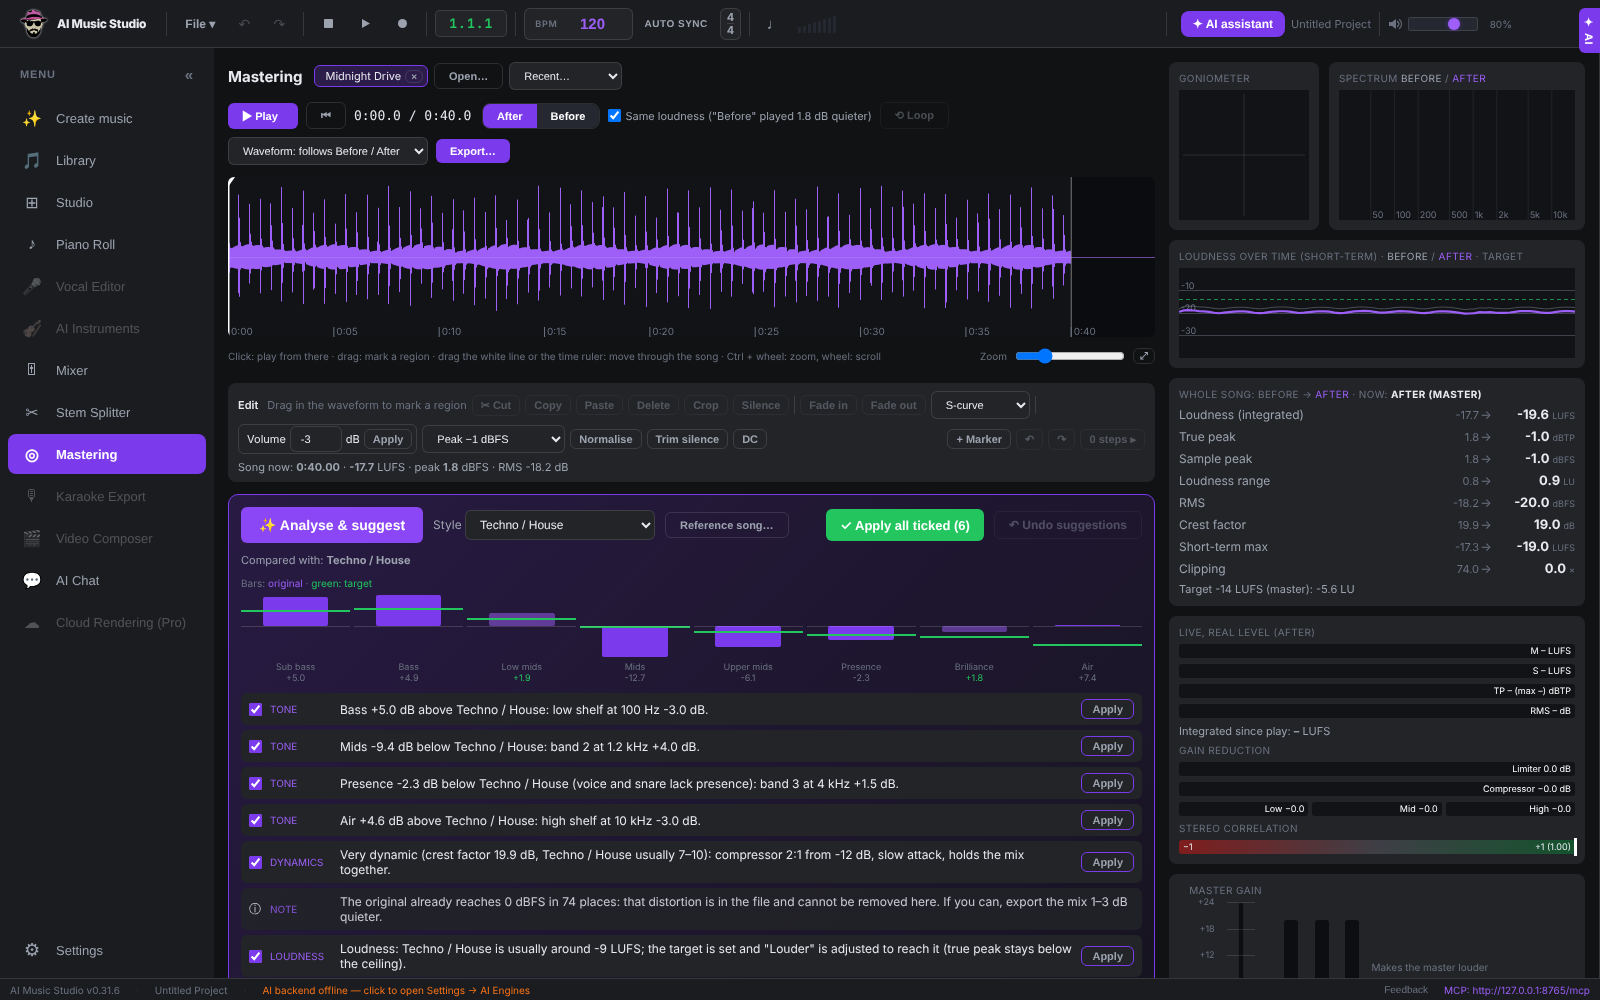 AI Music Studio
File ▾
1.1.1
BPM 120
AUTO SYNC
4
4
✦ AI assistant
Untitled Project
80%
✦ AI
MENU
«
Create music
Library
Studio
Piano Roll
Vocal Editor
AI Instruments
Mixer
Stem Splitter
Mastering
Karaoke Export
Video Composer
AI Chat
Cloud Rendering (Pro)
Settings
Mastering
Midnight Drive ×
Open...
Recent...
▶ Play
0:00.0 / 0:40.0
After
Before
Same loudness ("Before" played 1.8 dB quieter)
⟲ Loop
Waveform: follows Before / After
Export...
0:00 0:05 0:10 0:15 0:20 0:25 0:30 0:35 0:40
Click: play from there · drag: mark a region · drag the white line or the time ruler: move through the song · Ctrl + wheel: zoom, wheel: scroll
Zoom
Edit Drag in the waveform to mark a region
✂ Cut
Copy
Paste
Delete
Crop
Silence
Fade in
Fade out
S-curve
Volume -3 dB Apply
Peak −1 dBFS
Normalise
Trim silence
DC
+ Marker
0 steps ▸
Song now: 0:40.00 · -17.7 LUFS · peak 1.8 dBFS · RMS -18.2 dB
✨ Analyse & suggest
Style Techno / House
Reference song...
✓ Apply all ticked (6)
↶ Undo suggestions
Compared with: Techno / House
Bars: original · green: target
Sub bass Bass Low mids Mids Upper mids Presence Brilliance Air
+5.0 +4.9 +1.9 -12.7 -6.1 -2.3 +1.8 +7.4
TONE Bass +5.0 dB above Techno / House: low shelf at 100 Hz -3.0 dB. Apply
TONE Mids -9.4 dB below Techno / House: band 2 at 1.2 kHz +4.0 dB. Apply
TONE Presence -2.3 dB below Techno / House (voice and snare lack presence): band 3 at 4 kHz +1.5 dB. Apply
TONE Air +4.6 dB above Techno / House: high shelf at 10 kHz -3.0 dB. Apply
DYNAMICS Very dynamic (crest factor 19.9 dB, Techno / House usually 7–10): compressor 2:1 from -12 dB, slow attack, holds the mix
together. Apply
NOTE The original already reaches 0 dBFS in 74 places: that distortion is in the file and cannot be removed here. If you can, export the mix 1–3 dB
quieter.
LOUDNESS Loudness: Techno / House is usually around -9 LUFS; the target is set and "Louder" is adjusted to reach it (true peak stays below
the ceiling). Apply
GONIOMETER
SPECTRUM BEFORE / AFTER
50 100 200 500 1k 2k 5k 10k
LOUDNESS OVER TIME (SHORT-TERM) · BEFORE / AFTER · TARGET
-10
-20
-30
WHOLE SONG: BEFORE → AFTER · NOW: AFTER (MASTER)
Loudness (integrated) -17.7 → -19.6 LUFS
True peak 1.8 → -1.0 dBTP
Sample peak 1.8 → -1.0 dBFS
Loudness range 0.8 → 0.9 LU
RMS -18.2 → -20.0 dBFS
Crest factor 19.9 → 19.0 dB
Short-term max -17.3 → -19.0 LUFS
Clipping 74.0 → 0.0 ×
Target -14 LUFS (master): -5.6 LU
LIVE, REAL LEVEL (AFTER)
M – LUFS
S – LUFS
TP – (max –) dBTP
RMS – dB
Integrated since play: – LUFS
GAIN REDUCTION
Limiter 0.0 dB
Compressor −0.0 dB
Low −0.0 Mid −0.0 High −0.0
STEREO CORRELATION
−1 +1 (1.00)
MASTER GAIN
+24
+18
+12
Makes the master louder
AI Music Studio v0.31.6 · Untitled Project · AI backend offline — click to open Settings → AI Engines
Feedback MCP: http://127.0.0.1:8765/mcp